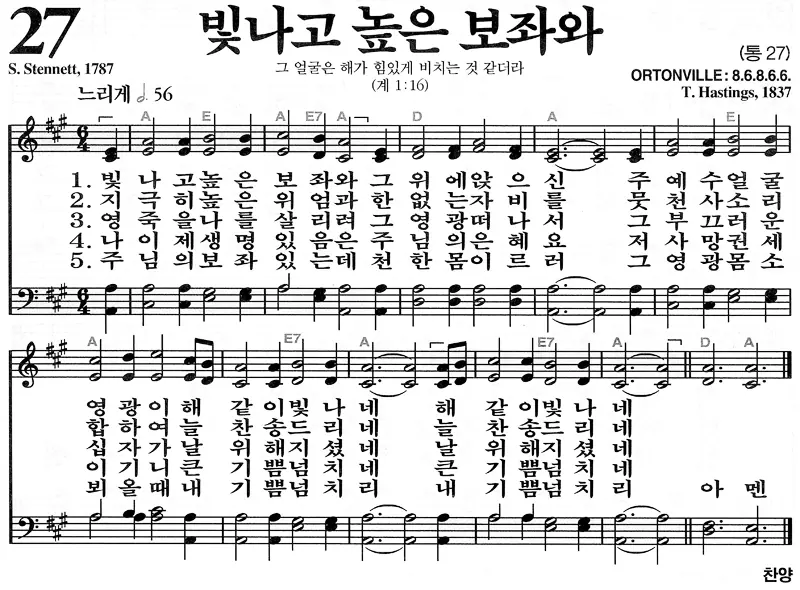 27
빛나고 높은 보좌와
(통 27)
S. Stennett, 1787
그 얼굴은 해가 힘있게 비치는 것 같더라
(계 1:16)
ORTONVILLE : 8.6.8.6.6.
T. Hastings, 1837
느리게 𝅗𝅥. 56
A E A E7 A D A E
6/4
1. 빛 나 고 높 은 보 좌 와 그 위 에 앉 으 신 주 예 수 얼 굴
2. 지 극 히 높 은 위 엄 과 한 없 는 자 비 를 뭇 천 사 소 리
3. 영 죽 을 나 를 살 리 려 그 영 광 떠 나 서 그 부 끄 러 운
4. 나 이 제 생 명 있 음 은 주 님 의 은 혜 요 저 사 망 권 세
5. 주 님 의 보 좌 있 는 데 천 한 몸 이 르 러 그 영 광 몸 소
6/4
A E7 A E7 A D A
영 광 이 해 같 이 빛 나 네 해 같 이 빛 나 네
합 하 여 늘 찬 송 드 리 네 늘 찬 송 드 리 네
십 자 가 날 위 해 지 셨 네 날 위 해 지 셨 네
이 기 니 큰 기 쁨 넘 치 네 큰 기 쁨 넘 치 네
뵈 올 때 내 기 쁨 넘 치 리 내 기 쁨 넘 치 리 아 멘
찬양